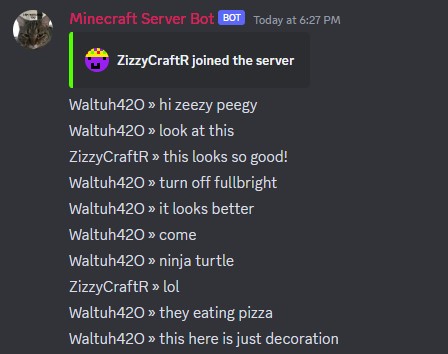 Minecraft Server Bot BOT Today at 6:27 PM
ZizzyCraftR joined the server
Waltuh42O » hi zeezy peegy
Waltuh42O » look at this
ZizzyCraftR » this looks so good!
Waltuh42O » turn off fullbright
Waltuh42O » it looks better
Waltuh42O » come
Waltuh42O » ninja turtle
ZizzyCraftR » lol
Waltuh42O » they eating pizza
Waltuh42O » this here is just decoration